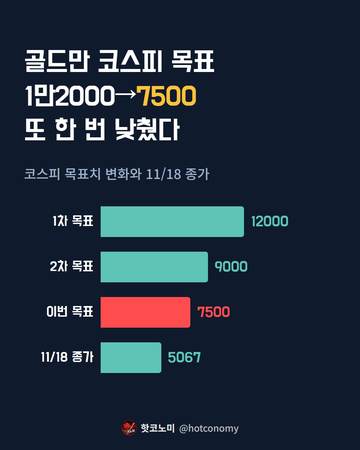 골드만 코스피 목표
1만2000→7500
또 한 번 낮췄다
코스피 목표치 변화와 11/18 종가
1차 목표 12000
2차 목표 9000
이번 목표 7500
11/18 종가 5067
핫코노미 @hotconomy